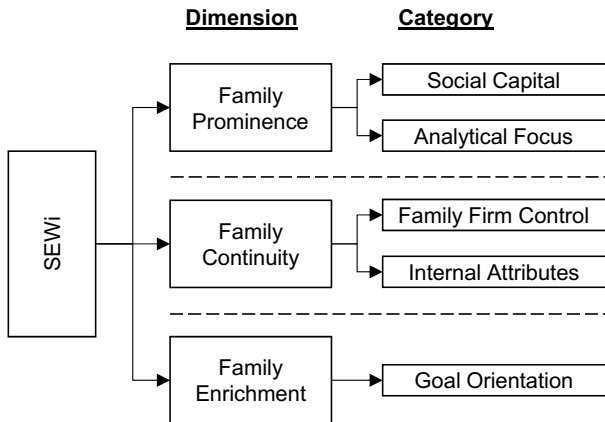 Dimension
Category
Family
Prominence
Social Capital
Analytical Focus
SEWi
Family
Continuity
Family Firm Control
Internal Attributes
Family
Enrichment
Goal Orientation